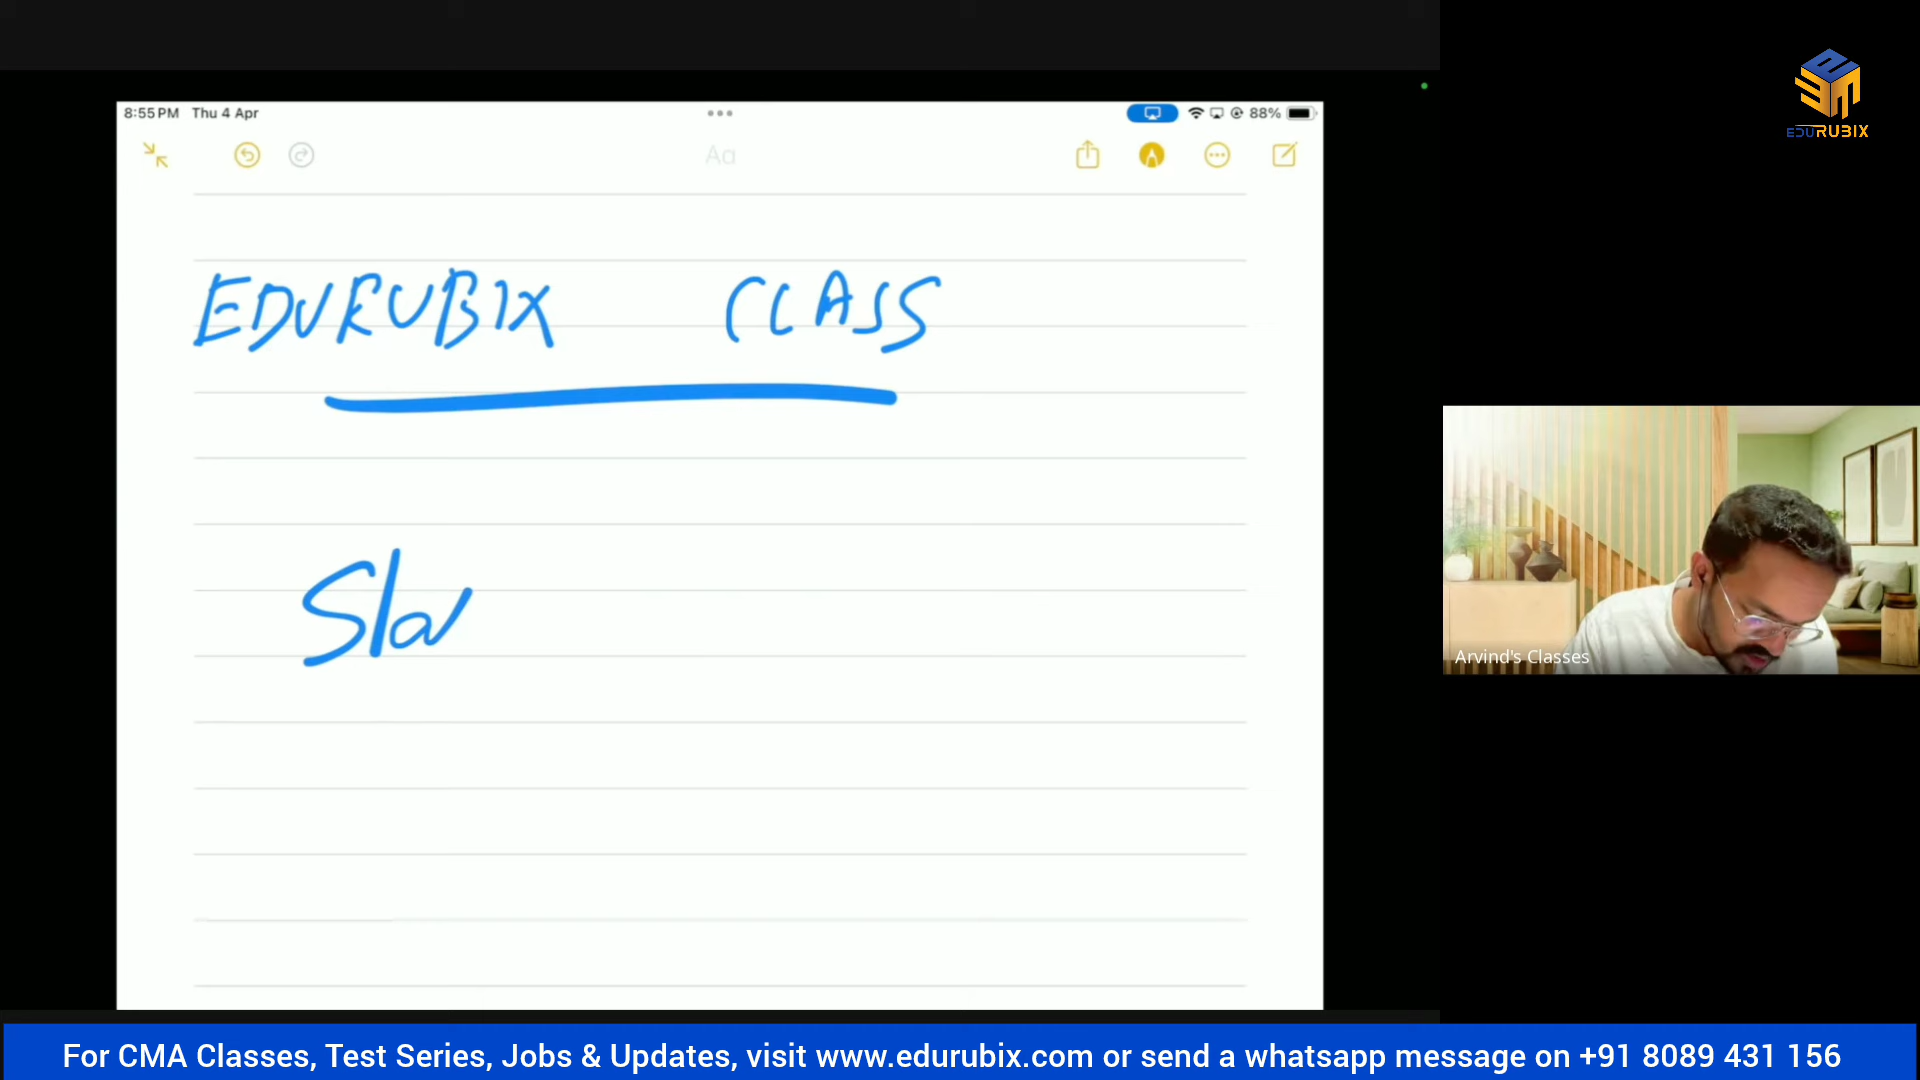 8:55 PM Thu 4 Apr 88%
Aa
EDURUBIX
EDURUBIX CLASS
Sla
Arvind's Classes
For CMA Classes, Test Series, Jobs & Updates, visit www.edurubix.com or send a whatsapp message on +91 8089 431 156